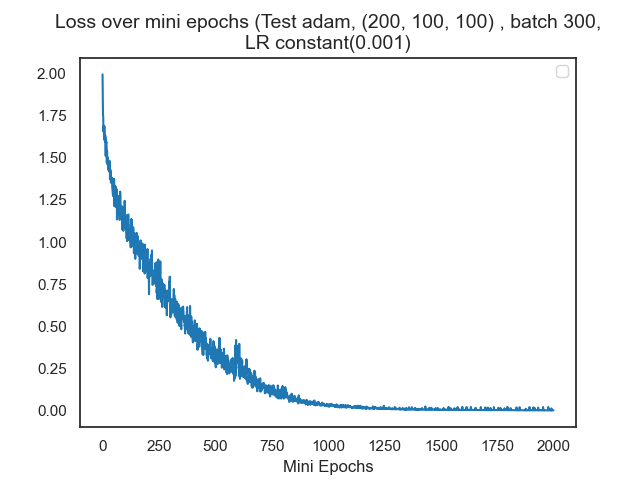 Loss over mini epochs (Test adam, (200, 100, 100) , batch 300,
LR constant(0.001)
2.00
1.75
1.50
1.25
1.00
0.75
0.50
0.25
0.00
0 250 500 750 1000 1250 1500 1750 2000
Mini Epochs